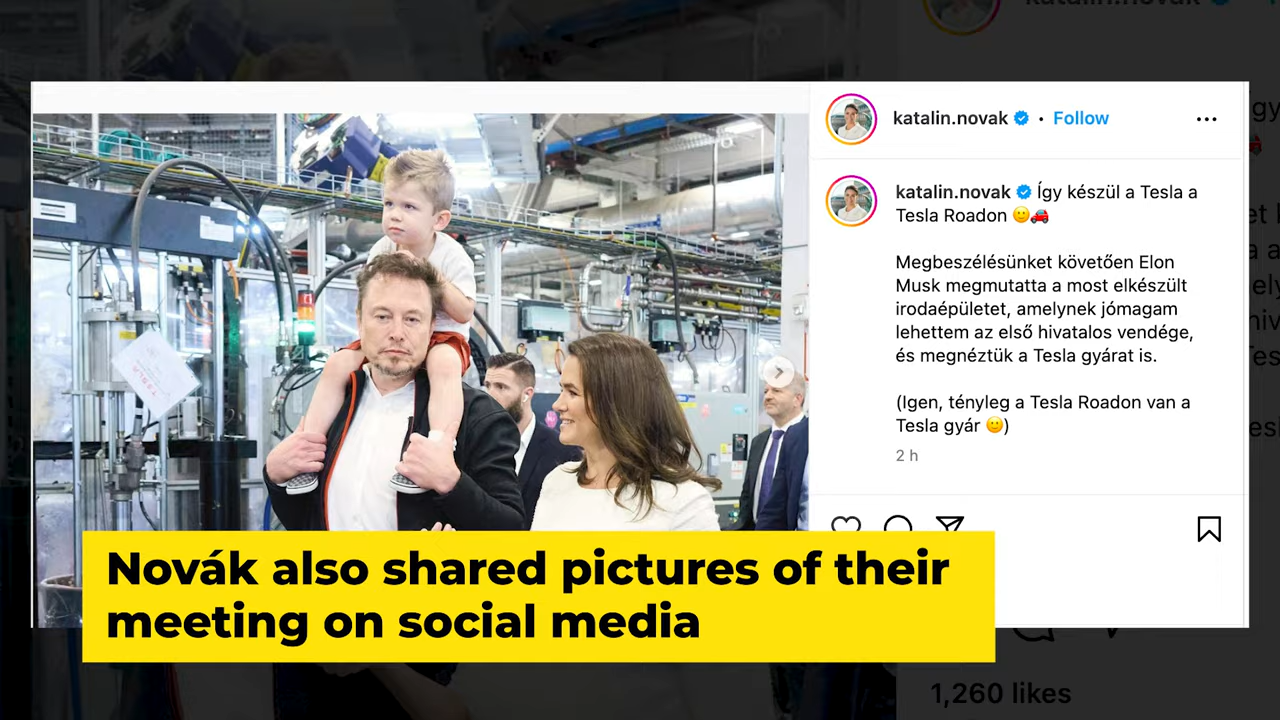 katalin.novak • Follow
katalin.novak Így készül a Tesla a
Tesla Roadon 🙂🚗
Megbeszélésünket követően Elon
Musk megmutatta a most elkészült
irodaépületet, amelynek jómagam
lehettem az első hivatalos vendége,
és megnéztük a Tesla gyárat is.
(Igen, tényleg a Tesla Roadon van a
Tesla gyár 🙂)
2 h
Novák also shared pictures of their
meeting on social media
1,260 likes